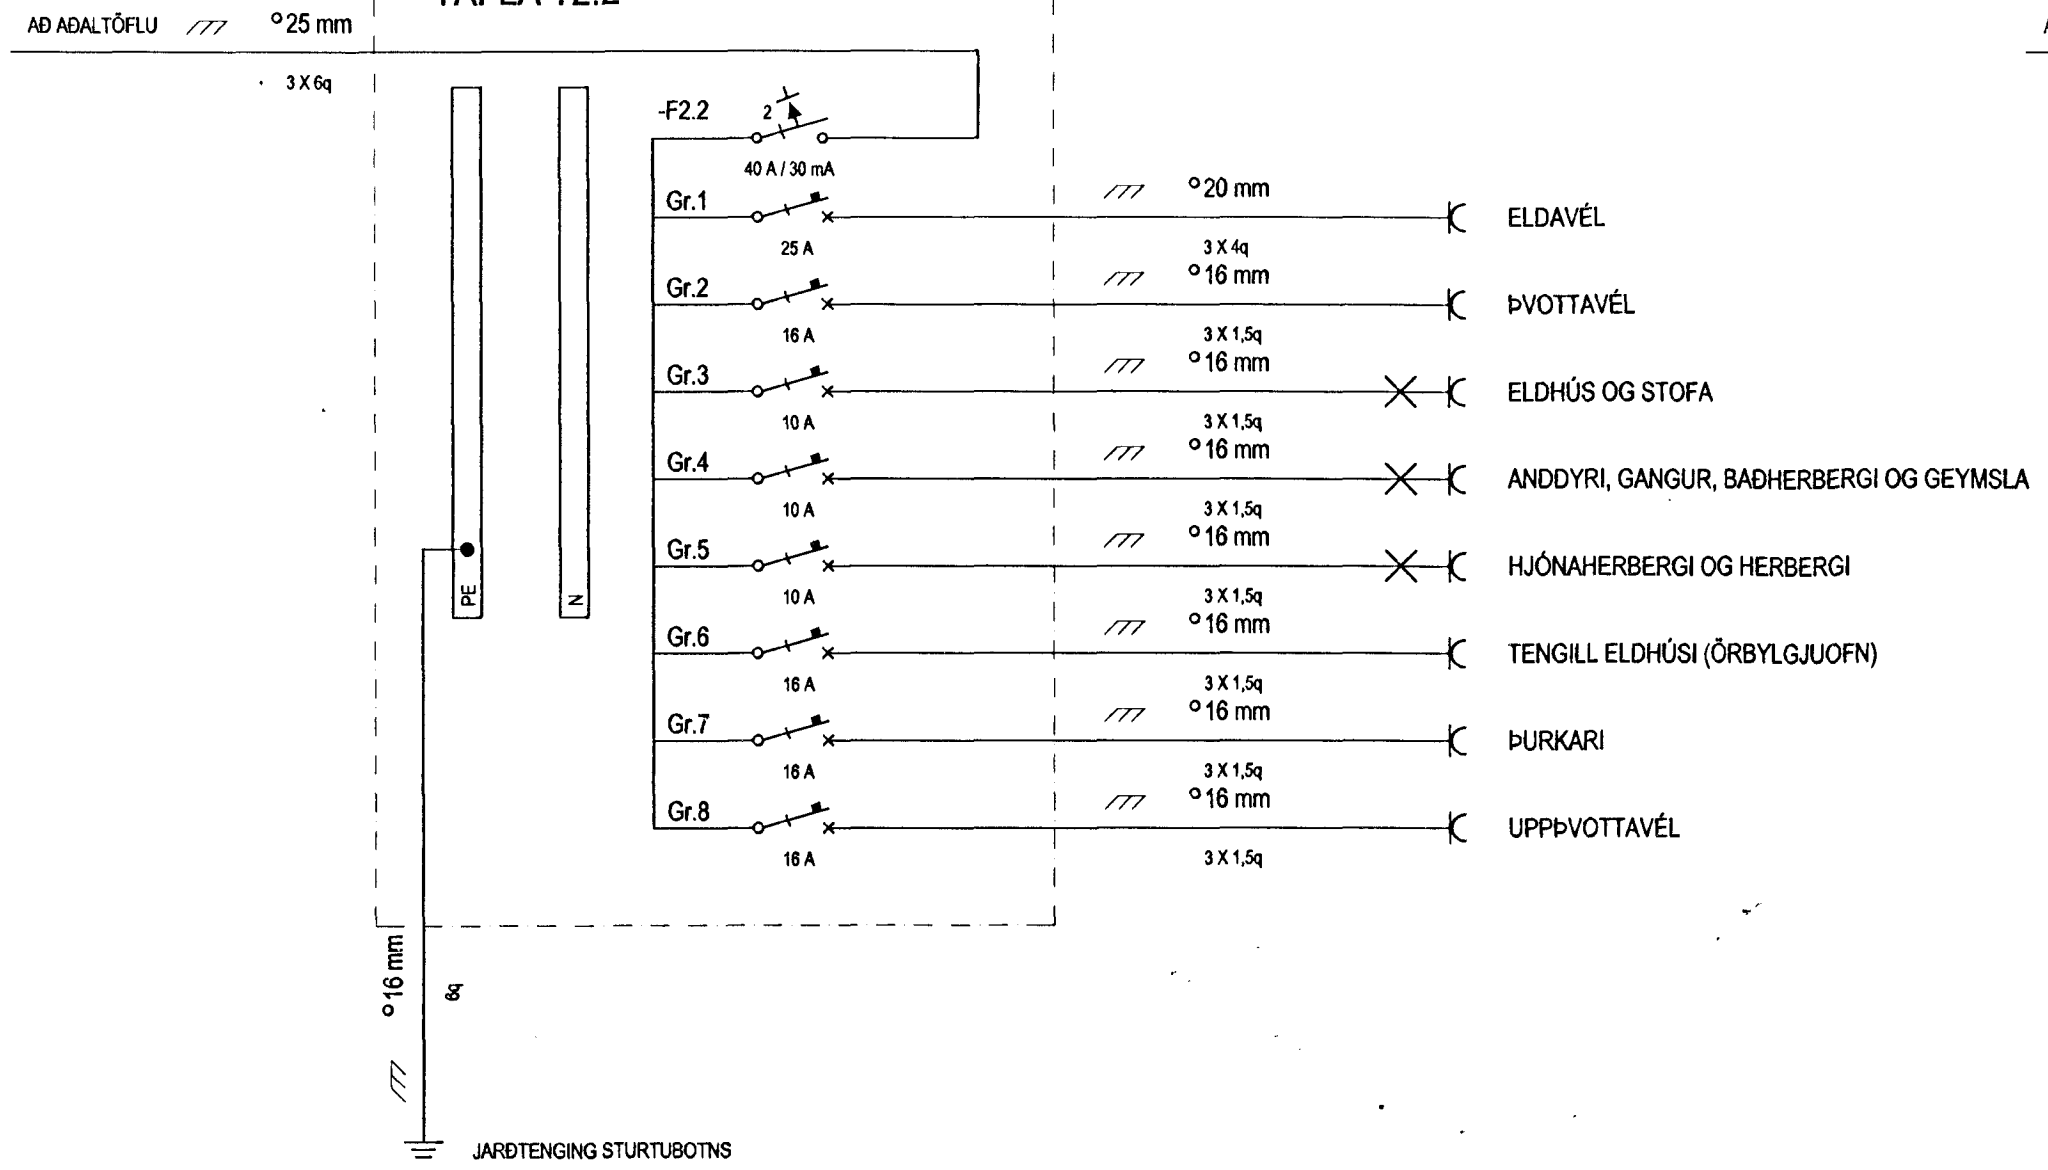 AÐ AÐALTÖFLU °25 mm
3 X 6q
-F2.2 2
40 A / 30 mA
Gr.1 °20 mm ELDAVÉL
25 A 3 X 4q
Gr.2 °16 mm ÞVOTTAVÉL
16 A 3 X 1,5q
Gr.3 °16 mm ELDHÚS OG STOFA
10 A 3 X 1,5q
Gr.4 °16 mm ANDDYRI, GANGUR, BAÐHERBERGI OG GEYMSLA
10 A 3 X 1,5q
Gr.5 °16 mm HJÓNAHERBERGI OG HERBERGI
10 A 3 X 1,5q
PE N
Gr.6 °16 mm TENGILL ELDHÚSI (ÖRBYLGJUOFN)
16 A 3 X 1,5q
Gr.7 °16 mm ÞURKARI
16 A 3 X 1,5q
Gr.8 °16 mm UPPÞVOTTAVÉL
16 A 3 X 1,5q
°16 mm
6q
JARÐTENGING STURTUBOTNS